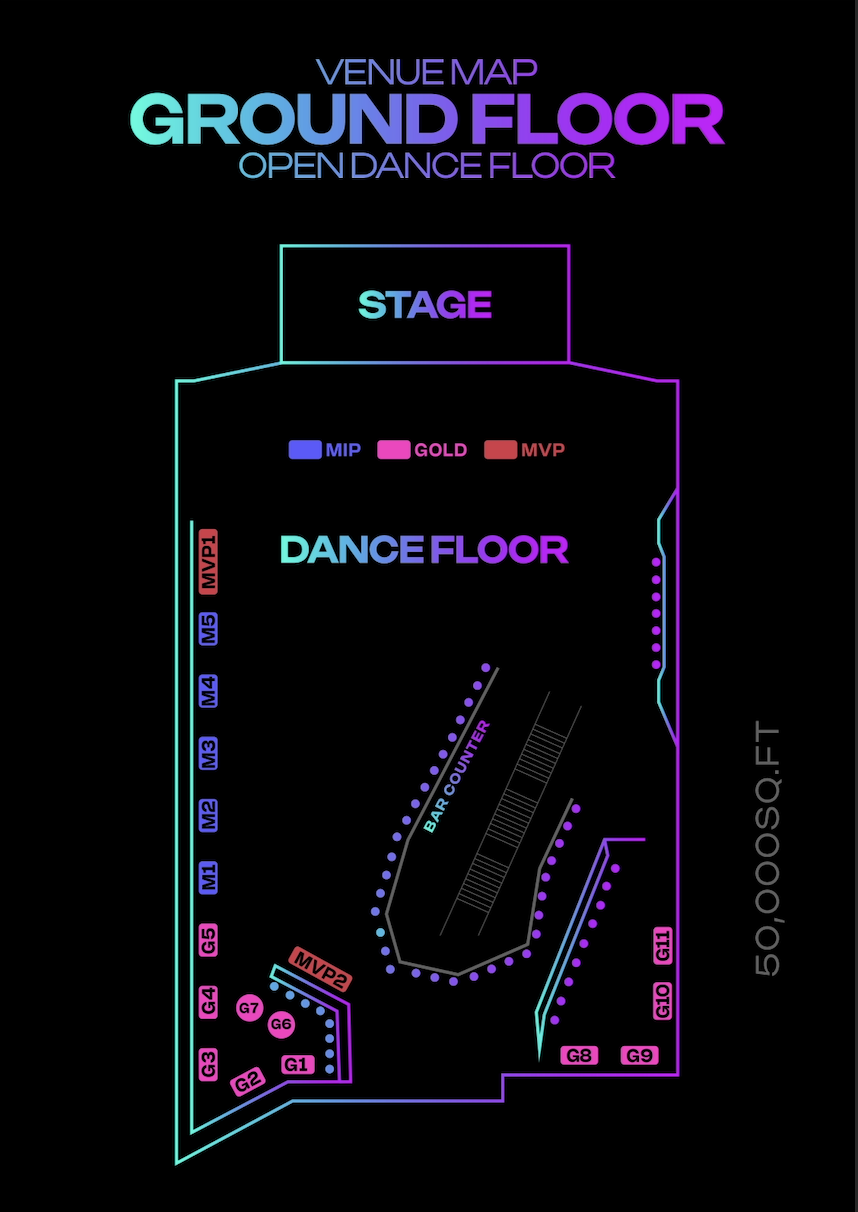 VENUE MAP
GROUND FLOOR
OPEN DANCE FLOOR
STAGE
MIP GOLD MVP
DANCE FLOOR
MVP1
M5
M4
M3
M2
M1
G5
G4
G3
BAR COUNTER
MVP2
G7
G6
G1
G2
G11
G10
G8
G9
50,000SQ.FT